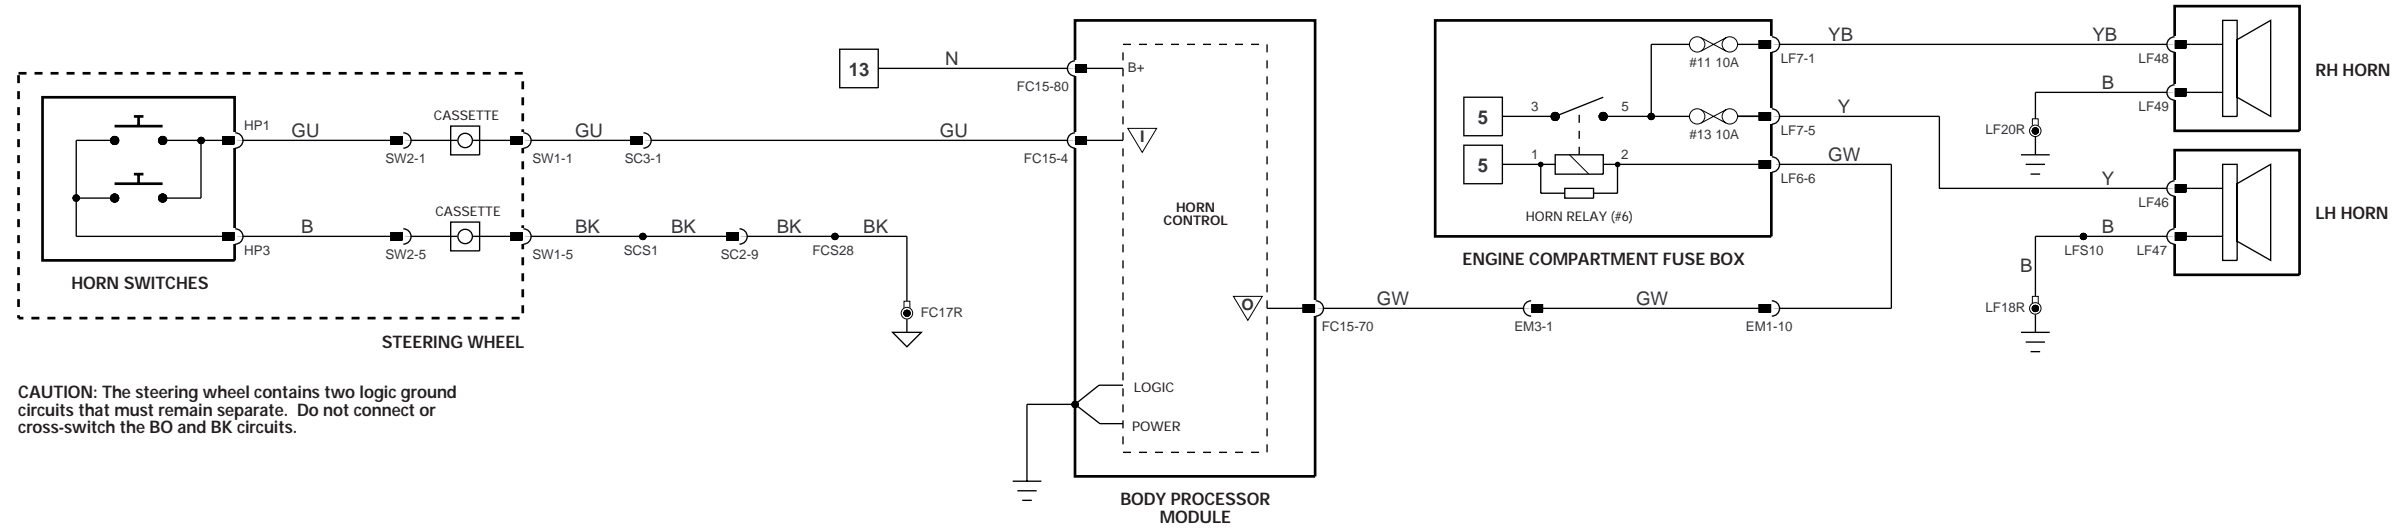 13
N
B+
FC15-80
CASSETTE
HP1
GU
SW2-1
SW1-1
GU
SC3-1
GU
FC15-4
I
CASSETTE
HP3
B
SW2-5
SW1-5
BK
SCS1
BK
SC2-9
BK
FCS28
BK
FC17R
HORN SWITCHES
STEERING WHEEL
CAUTION: The steering wheel contains two logic ground
circuits that must remain separate. Do not connect or
cross-switch the BO and BK circuits.
HORN
CONTROL
O
FC15-70
LOGIC
POWER
BODY PROCESSOR
MODULE
GW
EM3-1
GW
EM1-10
5
3
5
#11 10A
LF7-1
#13 10A
LF7-5
5
1
2
LF6-6
HORN RELAY (#6)
ENGINE COMPARTMENT FUSE BOX
YB
YB
LF48
B
LF49
LF20R
RH HORN
Y
Y
GW
LF46
B
LFS10
LF47
B
LF18R
LH HORN